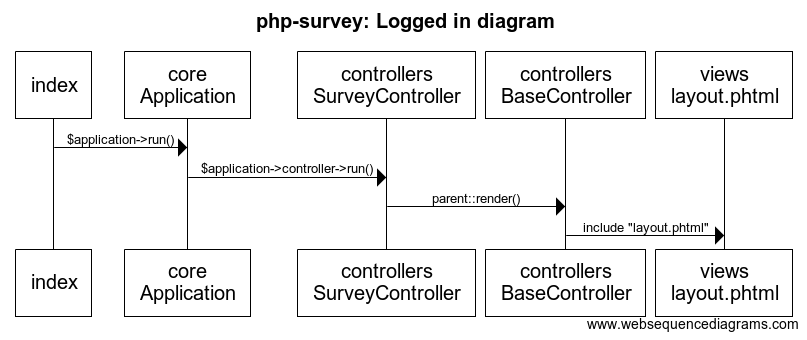 php-survey: Logged in diagram
index
core
Application
controllers
SurveyController
controllers
BaseController
views
layout.phtml
$application->run()
$application->controller->run()
parent::render()
include "layout.phtml"
index
core
Application
controllers
SurveyController
controllers
BaseController
views
layout.phtml
www.websequencediagrams.com